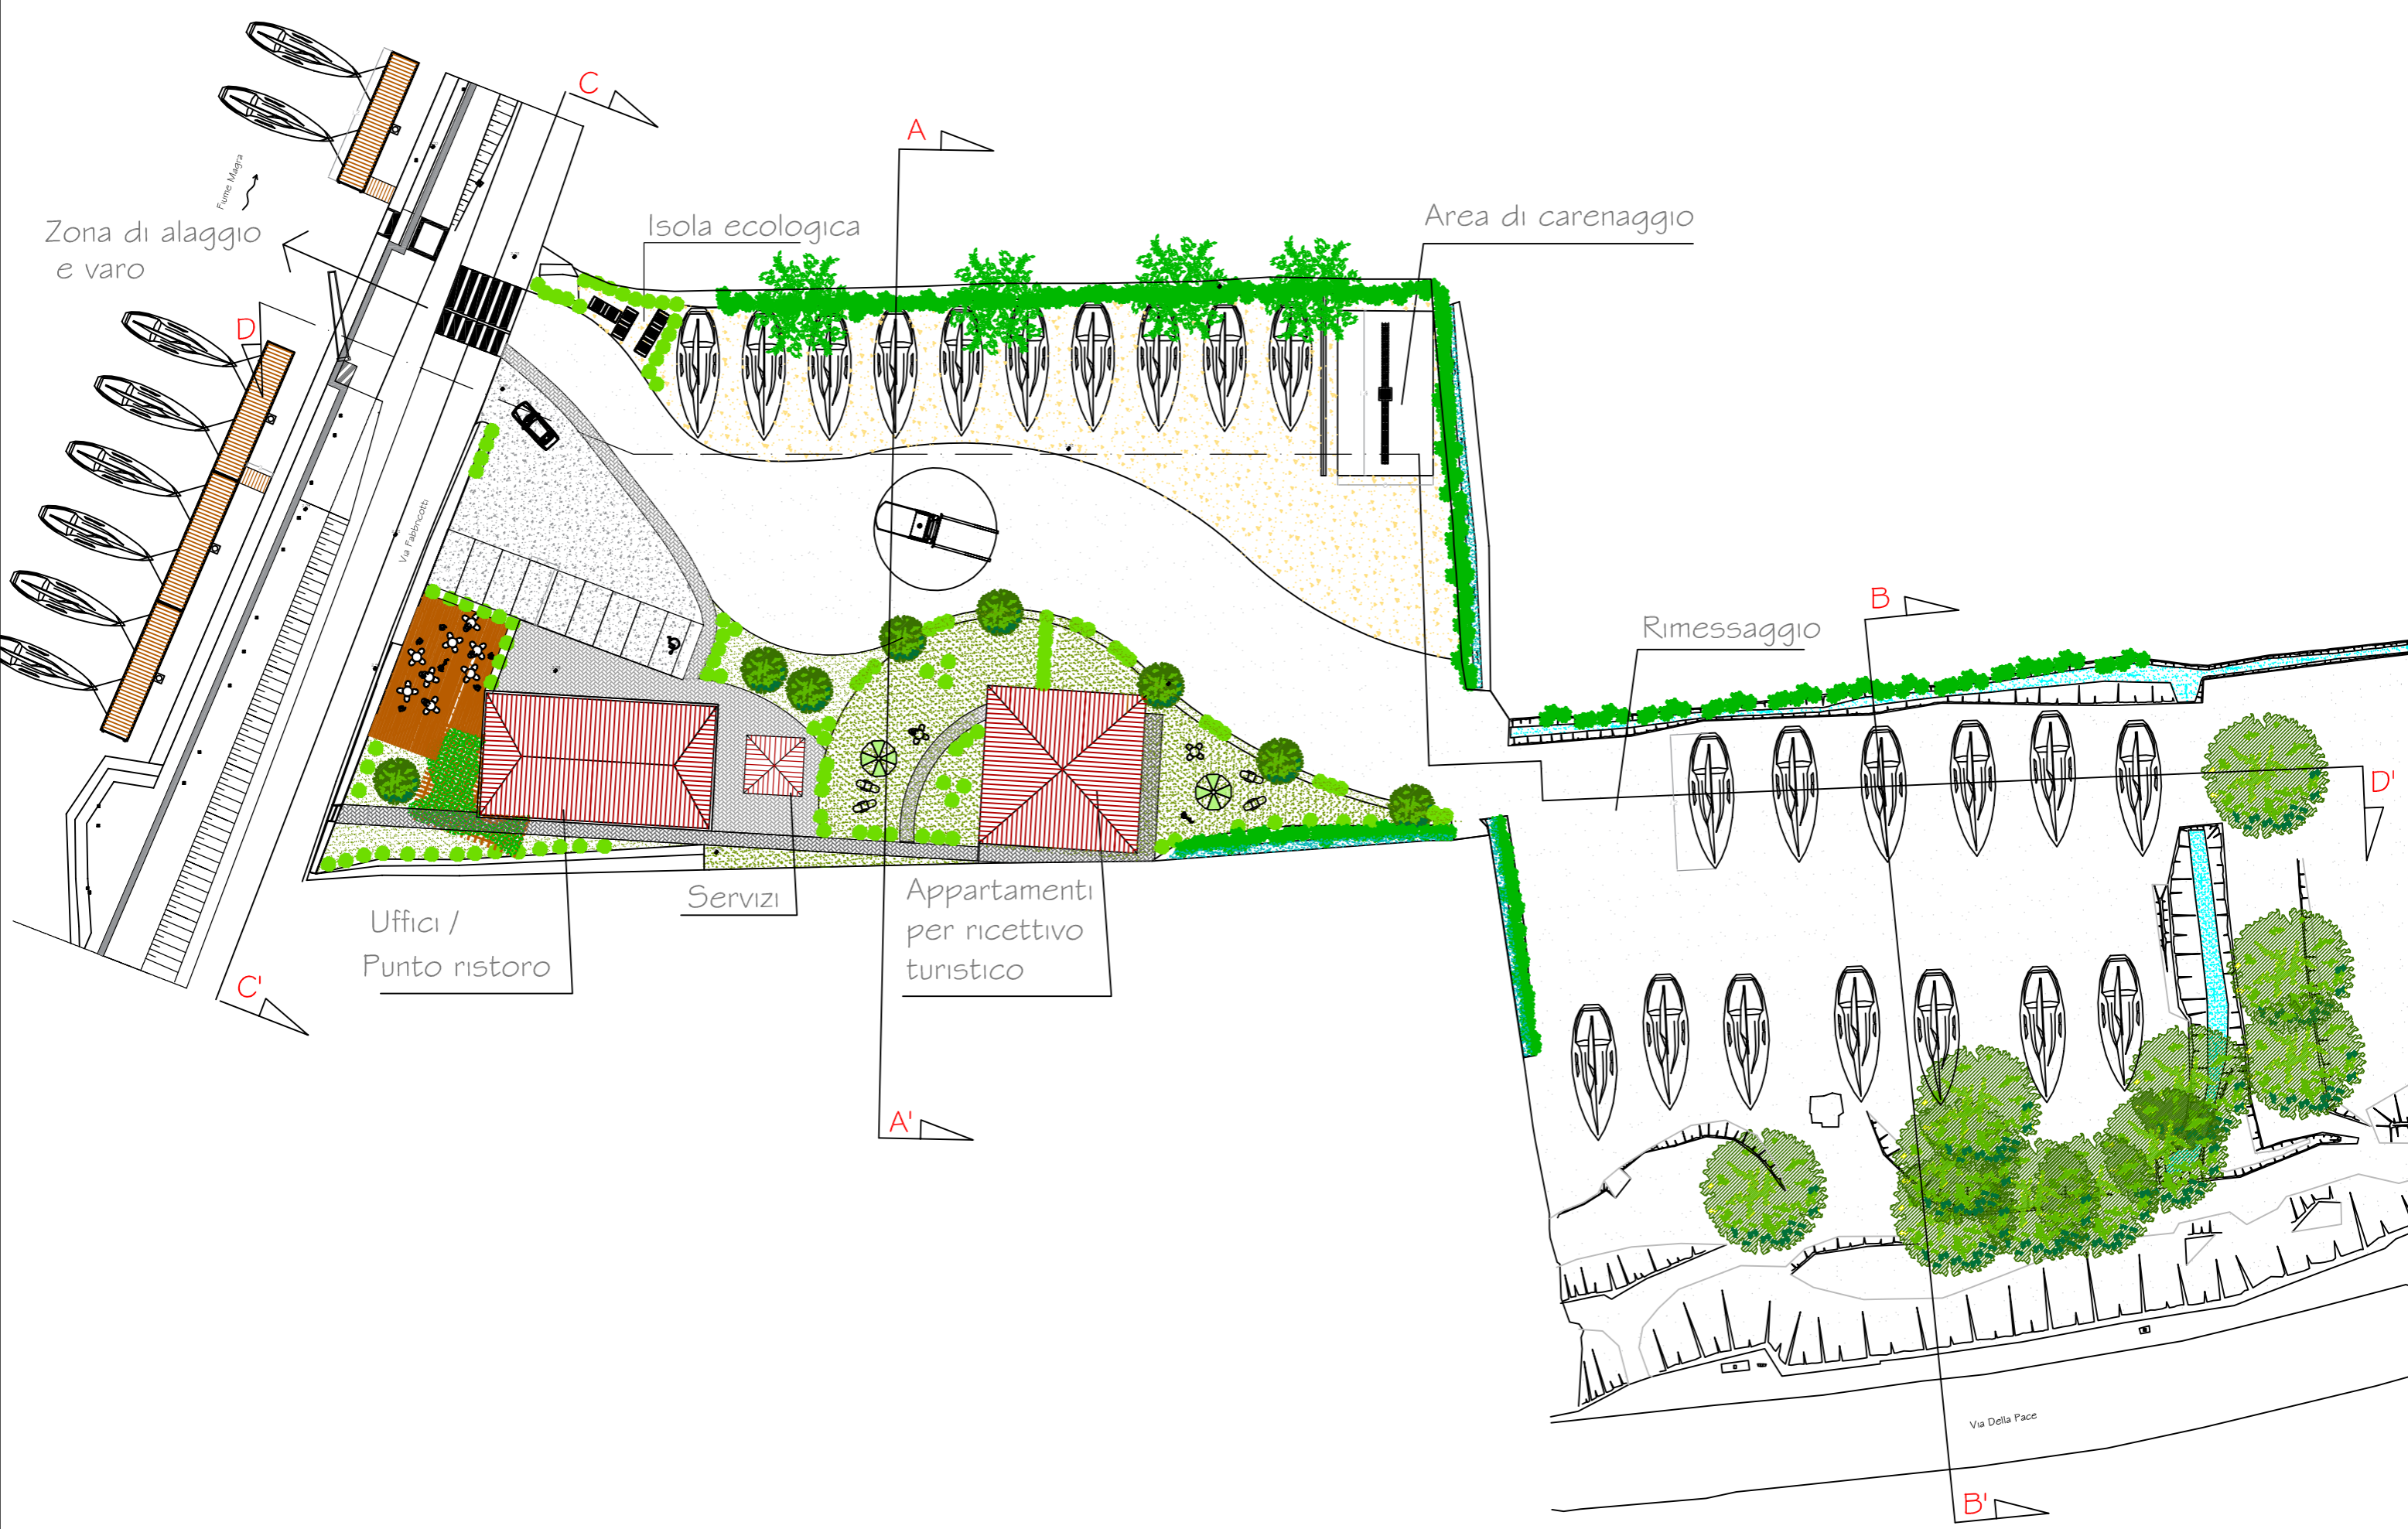 C
A
Fiume Magra
Isola ecologica
Area di carenaggio
Zona di alaggio
e varo
D
Via Fabbricotti
B
Rimessaggio
D'
Servizi
Appartamenti
per ricettivo
turistico
Uffici /
Punto ristoro
C'
A'
Via Della Pace
B'